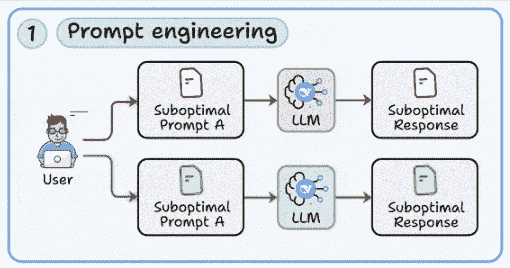 1 Prompt engineering
Suboptimal
Prompt A
LLM
Suboptimal
Response
User
Suboptimal
Prompt A
LLM
Suboptimal
Response